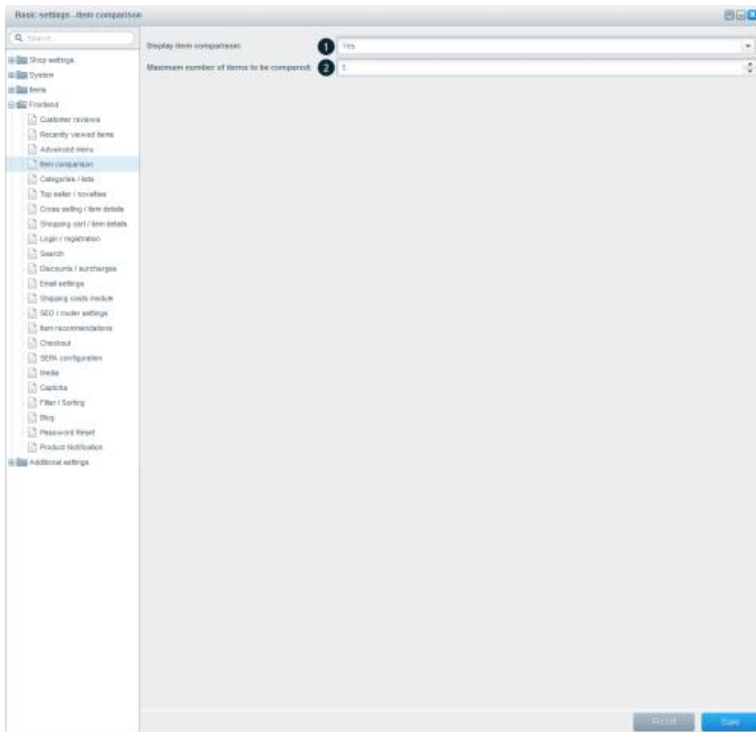 Basic settings - Item comparison
Search...
Display item comparison:
1
Yes
Maximum number of items to be compared:
2
5
Shop settings
System
Items
Frontend
Customer reviews
Recently viewed items
Advanced menu
Item comparison
Categories / lists
Top seller / novelties
Cross selling / item details
Shopping cart / item details
Login / registration
Search
Discounts / surcharges
Email settings
Shipping costs module
SEO / router settings
Item recommendations
Checkout
SEPA configuration
Media
Captcha
Filter / Sorting
Blog
Password Reset
Product Notification
Additional settings
Reset
Save